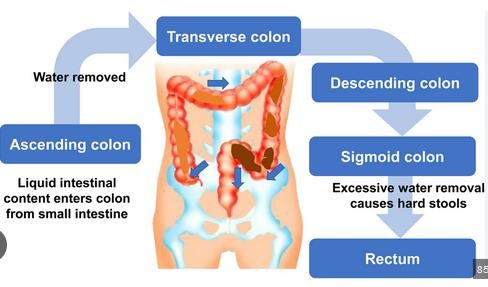 Transverse colon
Water removed
Descending colon
Ascending colon
Sigmoid colon
Liquid intestinal
content enters colon
from small intestine
Excessive water removal
causes hard stools
Rectum
85